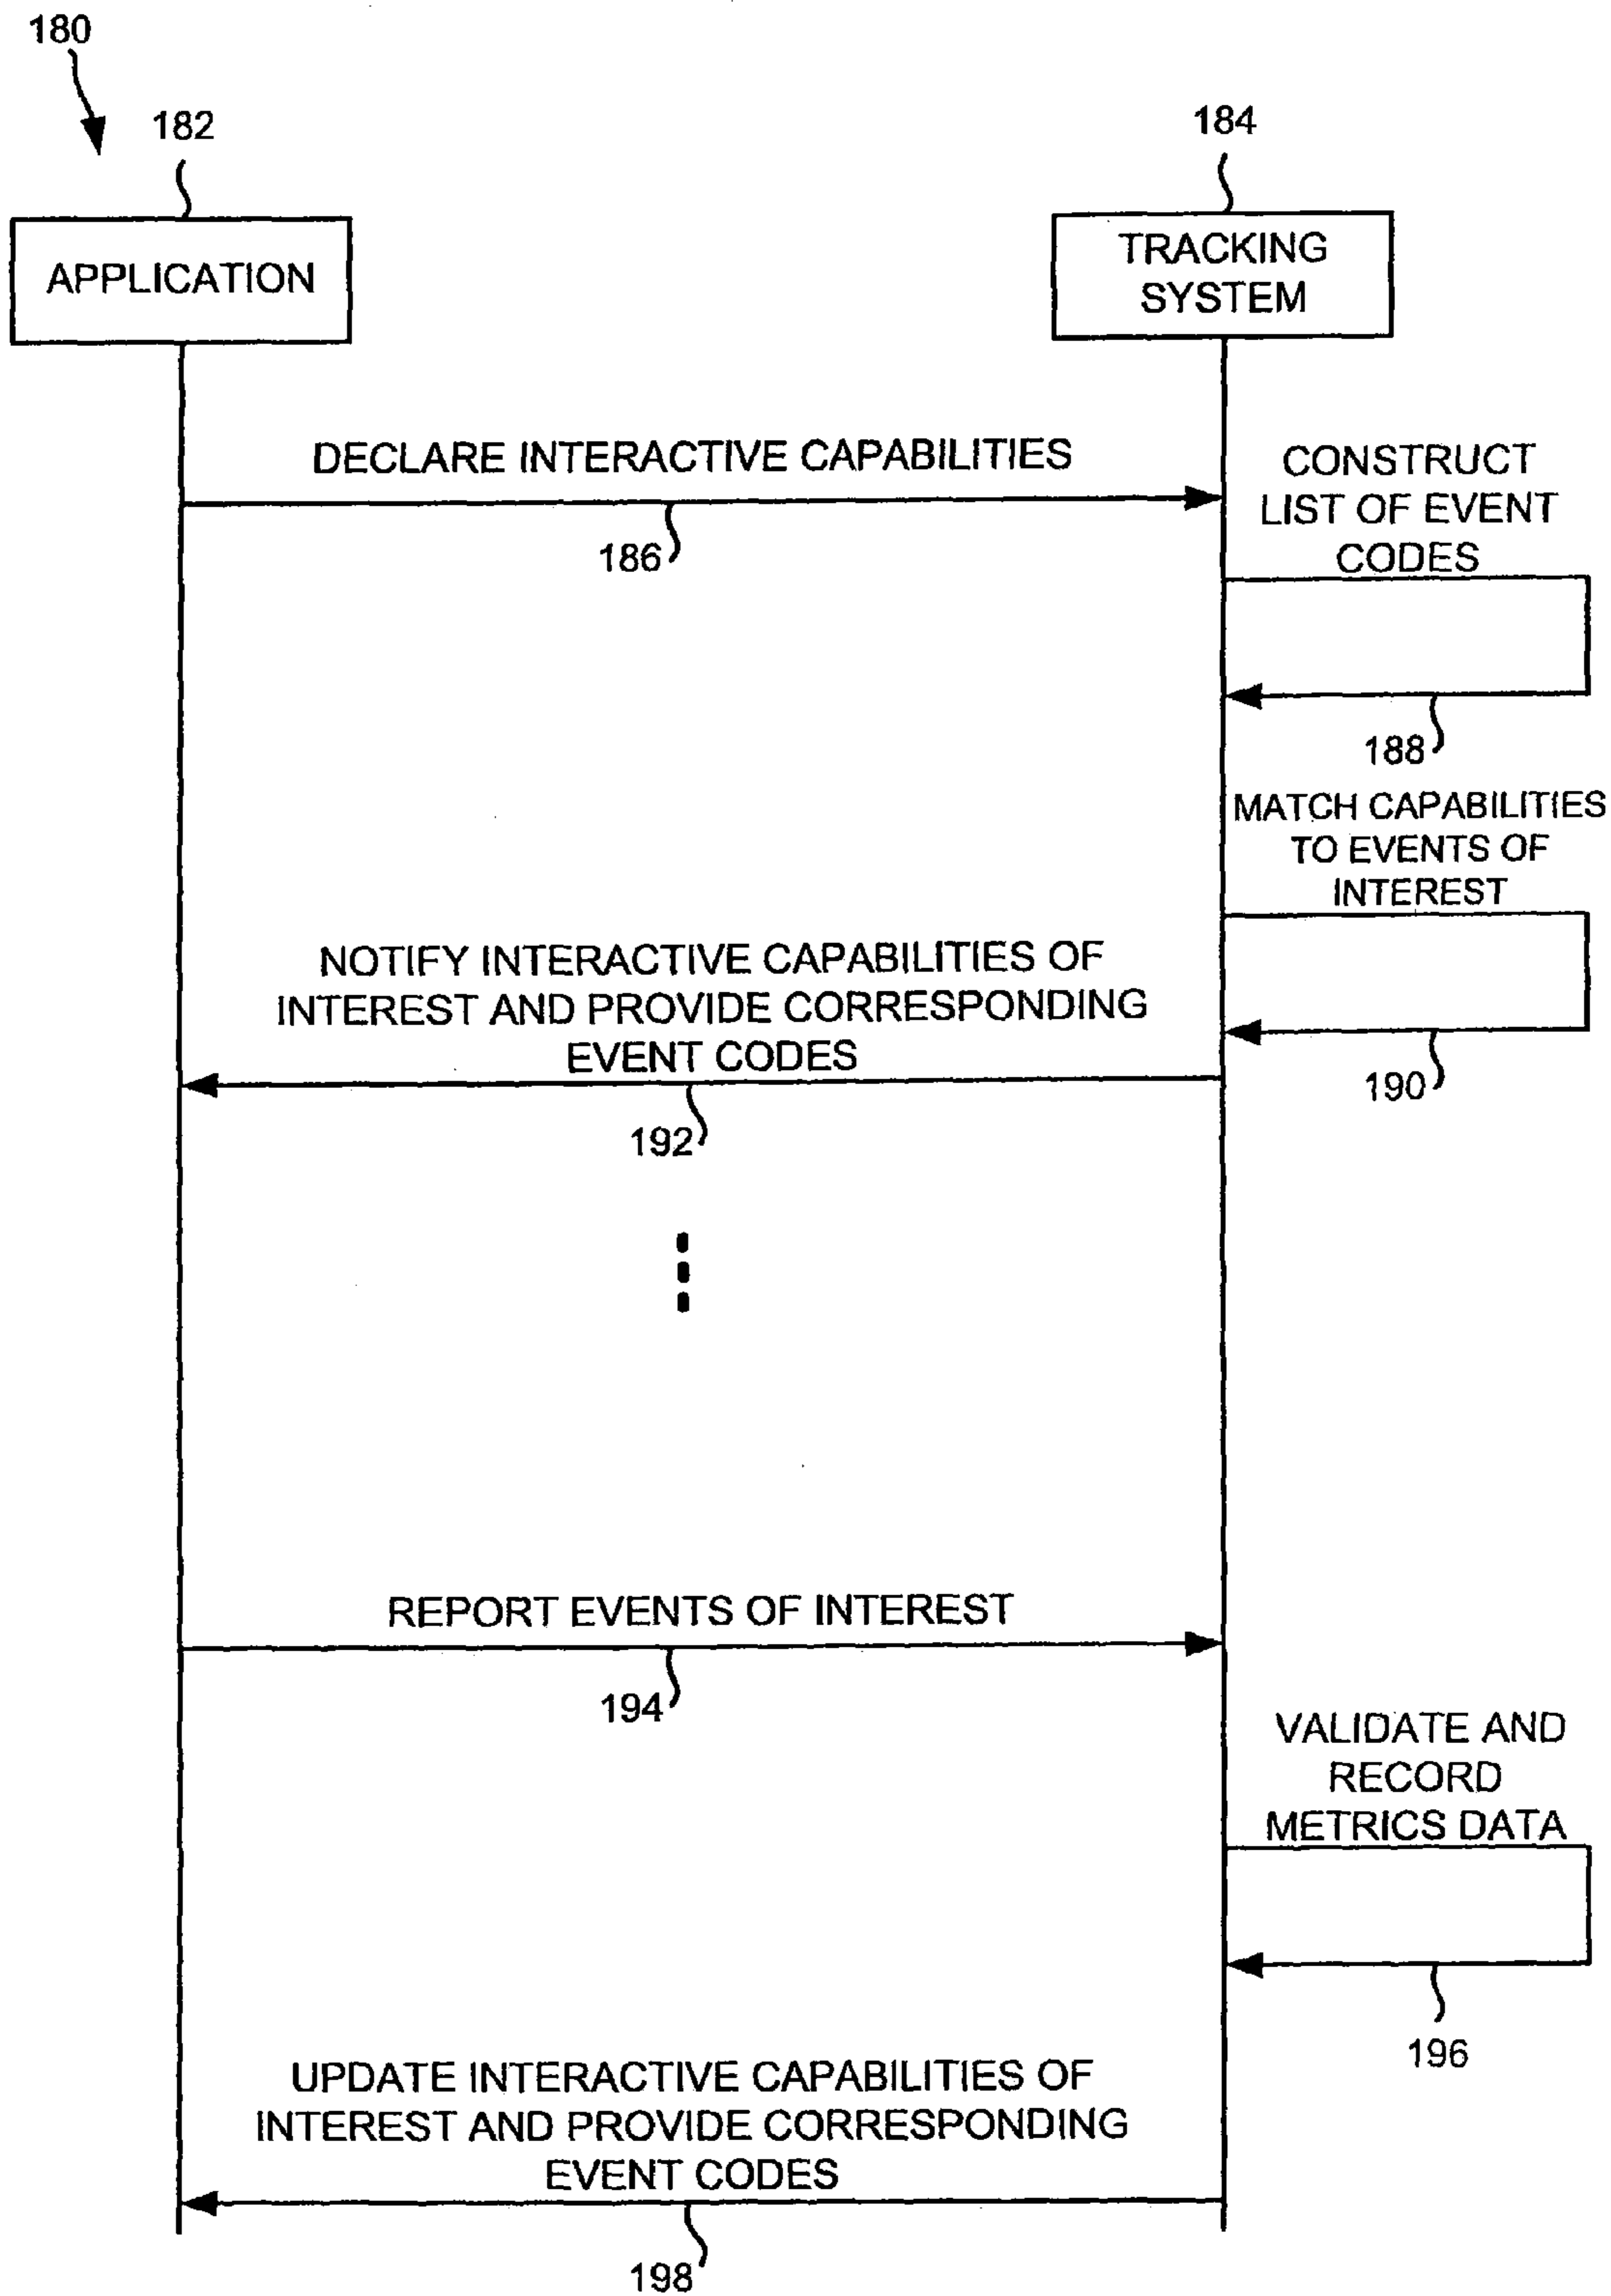 180
182
184
APPLICATION
TRACKING
SYSTEM
DECLARE INTERACTIVE CAPABILITIES
186
CONSTRUCT
LIST OF EVENT
CODES
188
MATCH CAPABILITIES
TO EVENTS OF
INTEREST
190
NOTIFY INTERACTIVE CAPABILITIES OF
INTEREST AND PROVIDE CORRESPONDING
EVENT CODES
192
REPORT EVENTS OF INTEREST
194
VALIDATE AND
RECORD
METRICS DATA
196
UPDATE INTERACTIVE CAPABILITIES OF
INTEREST AND PROVIDE CORRESPONDING
EVENT CODES
198